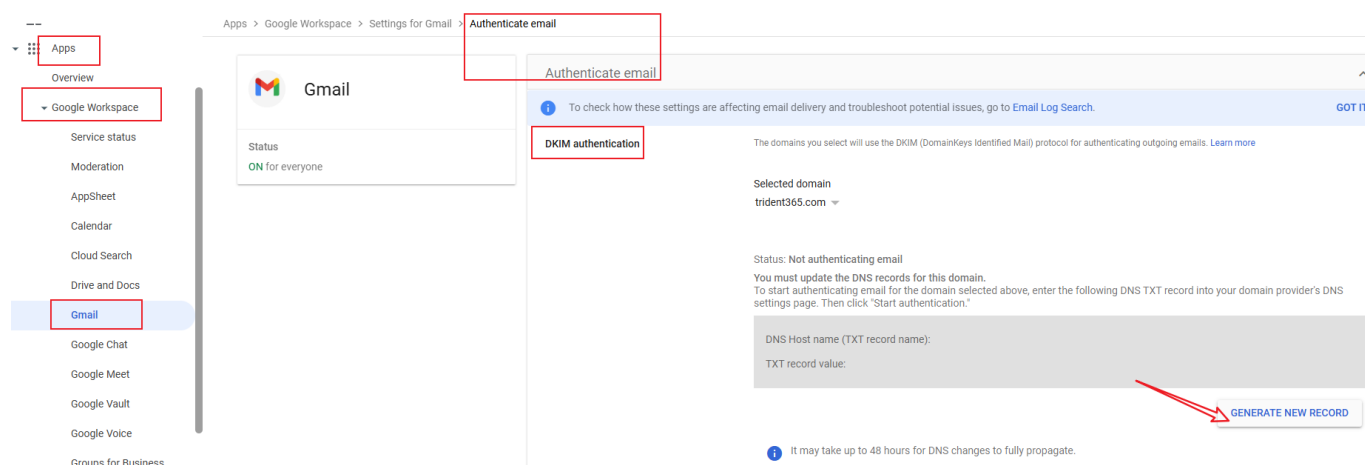 Apps > Google Workspace > Settings for Gmail > Authenticate email
Apps
Overview
Google Workspace
Service status
Moderation
AppSheet
Calendar
Cloud Search
Drive and Docs
Gmail
Google Chat
Google Meet
Google Vault
Google Voice
Groups for Business
Gmail
Status
ON for everyone
Authenticate email
To check how these settings are affecting email delivery and troubleshoot potential issues, go to Email Log Search.
GOT IT
DKIM authentication
The domains you select will use the DKIM (DomainKeys Identified Mail) protocol for authenticating outgoing emails. Learn more
Selected domain
trident365.com
Status: Not authenticating email
You must update the DNS records for this domain.
To start authenticating email for the domain selected above, enter the following DNS TXT record into your domain provider's DNS
settings page. Then click "Start authentication."
DNS Host name (TXT record name):
TXT record value:
GENERATE NEW RECORD
It may take up to 48 hours for DNS changes to fully propagate.